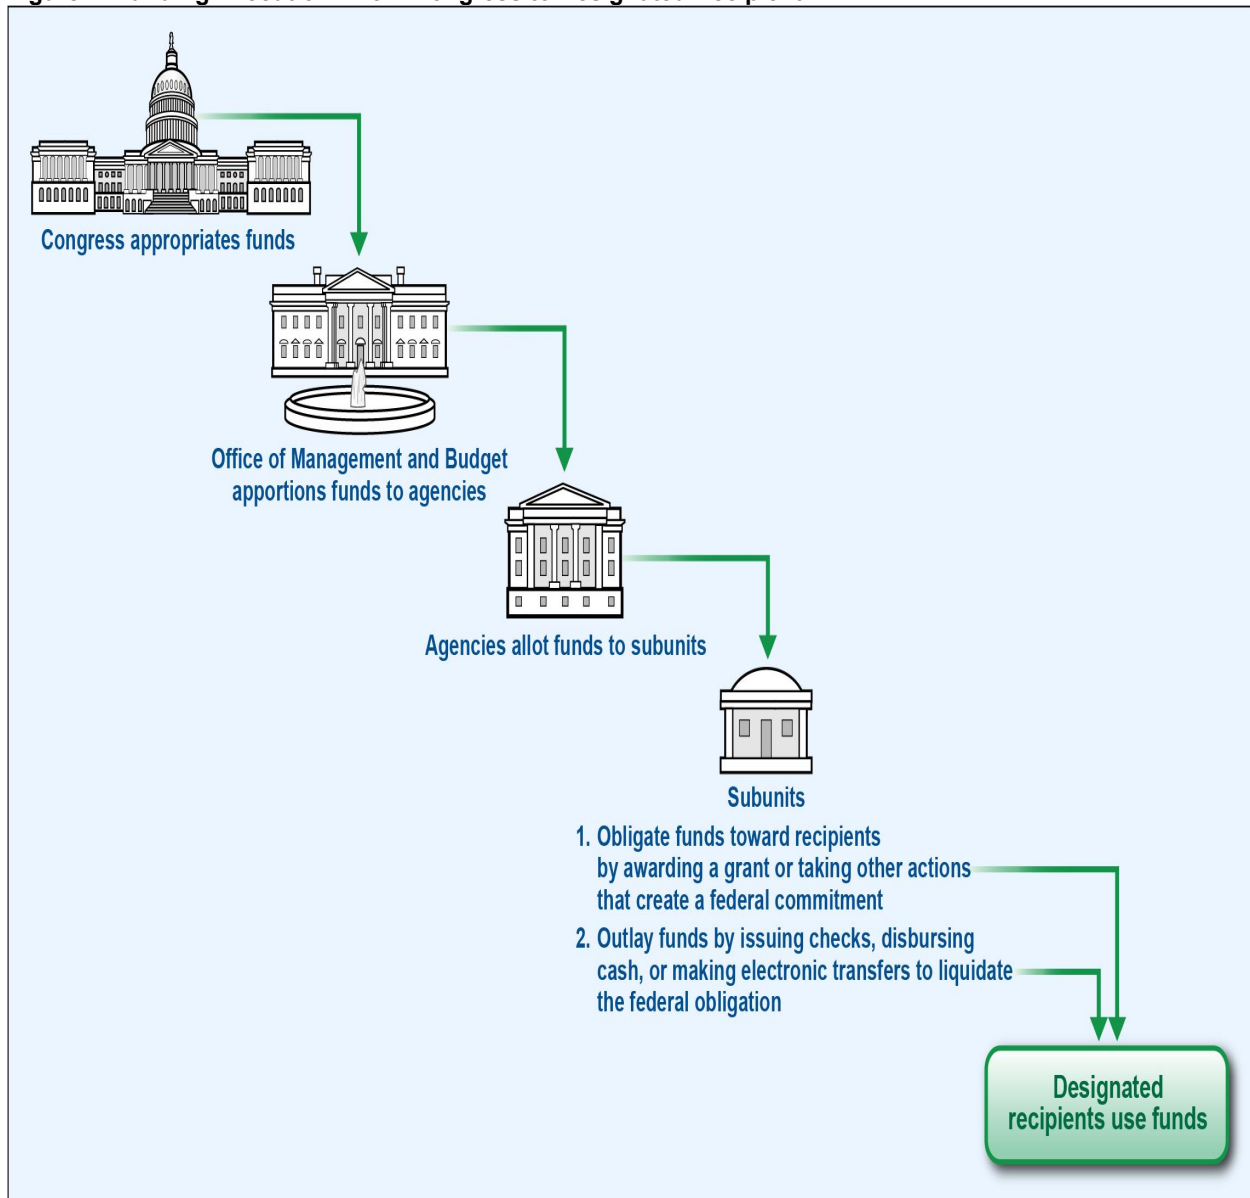 Congress appropriates funds
Office of Management and Budget
apportions funds to agencies
Agencies allot funds to subunits
Subunits
1. Obligate funds toward recipients
by awarding a grant or taking other actions
that create a federal commitment
2. Outlay funds by issuing checks, disbursing
cash, or making electronic transfers to liquidate
the federal obligation
Designated
recipients use funds